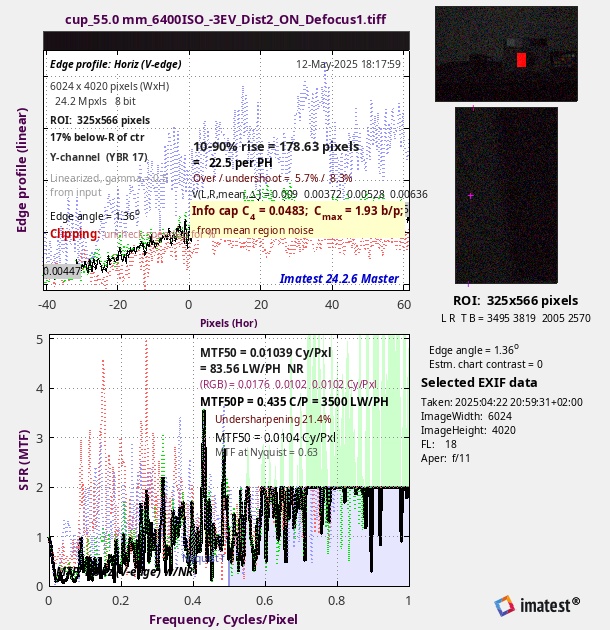 cup_55.0 mm_6400ISO_-3EV_Dist2_ON_Defocus1.tiff
Edge profile: Horiz (V-edge)
12-May-2025 18:17:59
6024 x 4020 pixels (WxH)
24.2 Mpxls 8 bit
ROI: 325x566 pixels
17% below-R of ctr
Y-channel (YBR 17)
Linearized, gamma =
from input
Edge angle = 1.36o
Clipping:
10-90% rise = 178.63 pixels
= 22.5 per PH
Over / undershoot = 5.7% / 8.3%
V(L,R,mean, Δ) = 0.009 0.00372 0.00528 0.00636
Info cap C4 = 0.0483; Cmax = 1.93 b/p;
from mean region noise
0.00447
Imatest 24.2.6 Master
Edge profile (linear)
-40 -20 0 20 40 60
Pixels (Hor)
ROI: 325x566 pixels
L R T B = 3495 3819 2005 2570
Edge angle = 1.36o
Estm. chart contrast = 0
Selected EXIF data
Taken: 2025:04:22 20:59:31+02:00
ImageWidth: 6024
ImageHeight: 4020
FL: 18
Aper: f/11
MTF50 = 0.01039 Cy/Pxl
= 83.56 LW/PH NR
(RGB) = 0.0176 0.0102 0.0102 Cy/Pxl
MTF50P = 0.435 C/P = 3500 LW/PH
Undersharpening 21.4%
MTF50 = 0.0104 Cy/Pxl
MTF at Nyquist = 0.63
SFR (MTF)
5
4
3
2
1
0
0 0.2 0.4 0.6 0.8 1
Frequency, Cycles/Pixel
imatest®